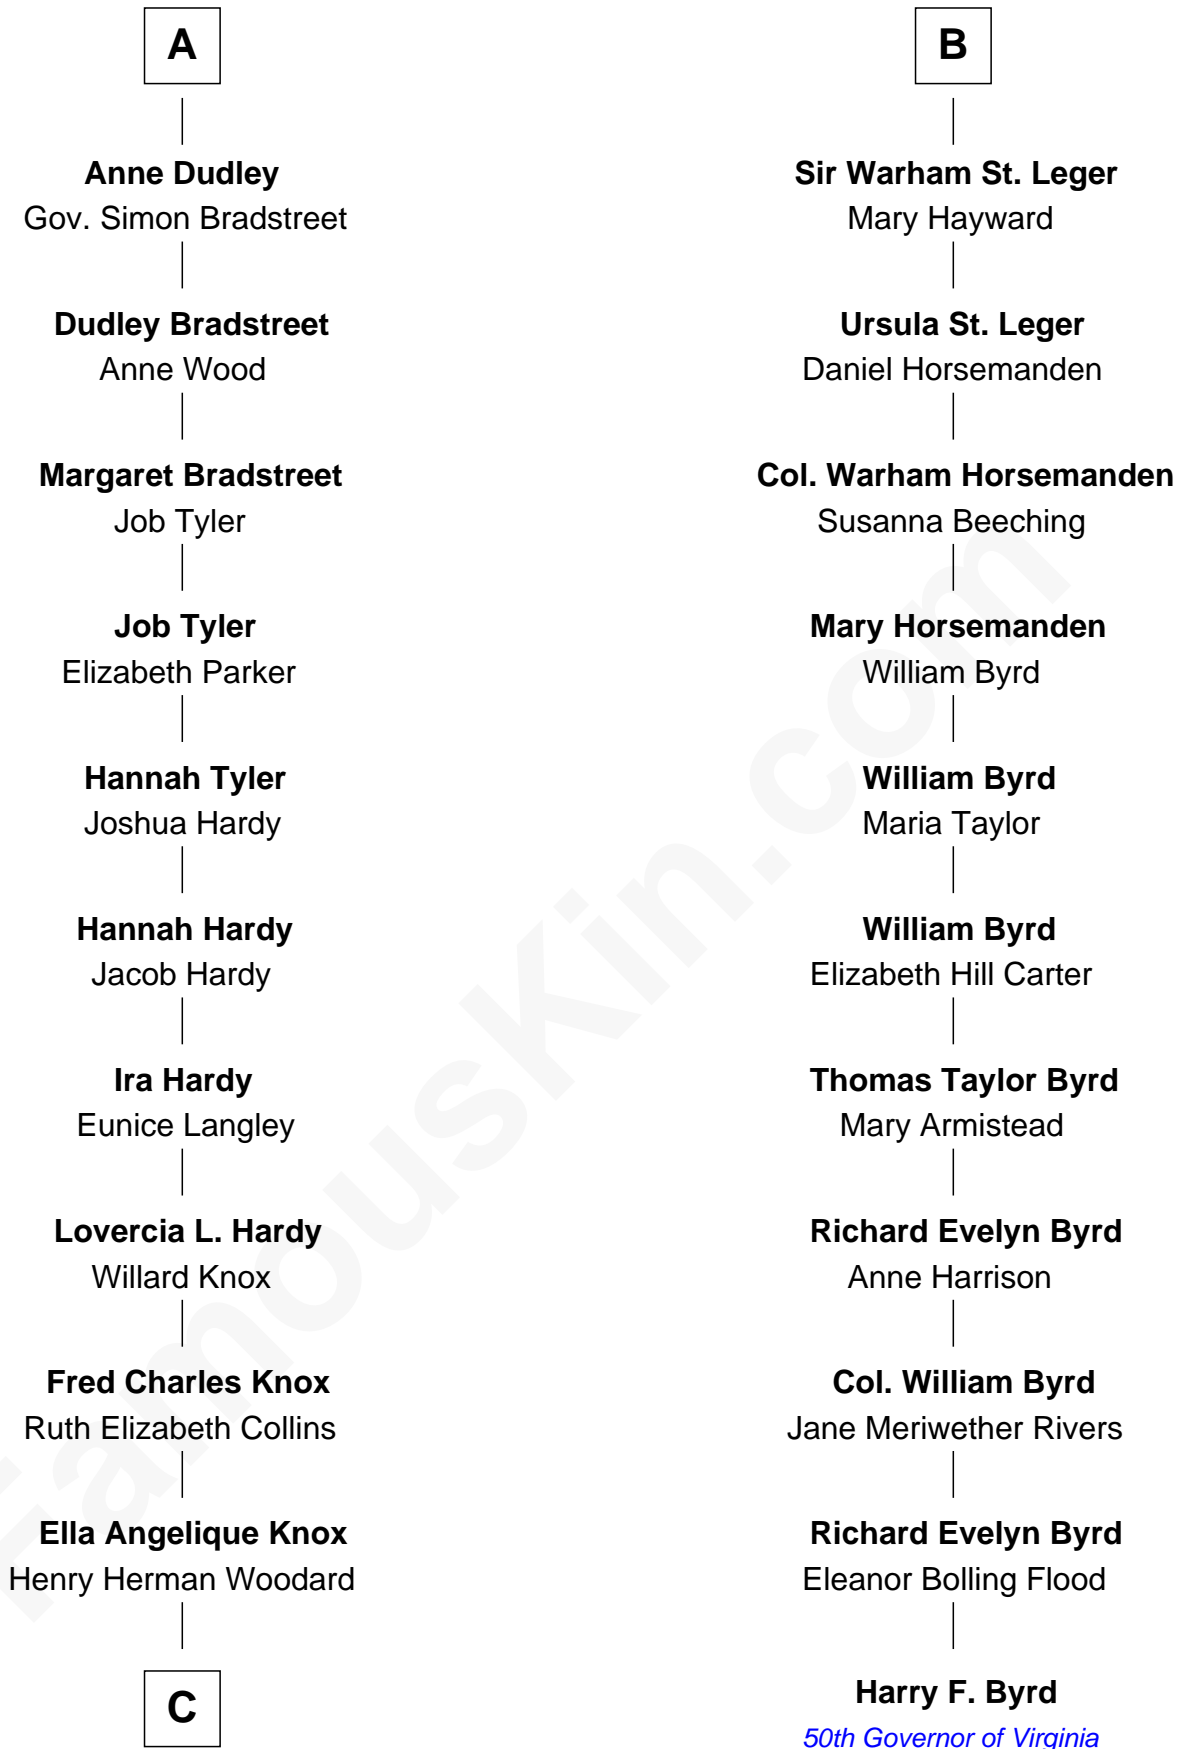 A
Anne Dudley
Gov. Simon Bradstreet
Dudley Bradstreet
Anne Wood
Margaret Bradstreet
Job Tyler
Job Tyler
Elizabeth Parker
Hannah Tyler
Joshua Hardy
Hannah Hardy
Jacob Hardy
Ira Hardy
Eunice Langley
Lovercia L. Hardy
Willard Knox
Fred Charles Knox
Ruth Elizabeth Collins
Ella Angelique Knox
Henry Herman Woodard
C
B
Sir Warham St. Leger
Mary Hayward
Ursula St. Leger
Daniel Horsemanden
Col. Warham Horsemanden
Susanna Beeching
Mary Horsemanden
William Byrd
William Byrd
Maria Taylor
William Byrd
Elizabeth Hill Carter
Thomas Taylor Byrd
Mary Armistead
Richard Evelyn Byrd
Anne Harrison
Col. William Byrd
Jane Meriwether Rivers
Richard Evelyn Byrd
Eleanor Bolling Flood
Harry F. Byrd
50th Governor of Virginia
FamousKin.com